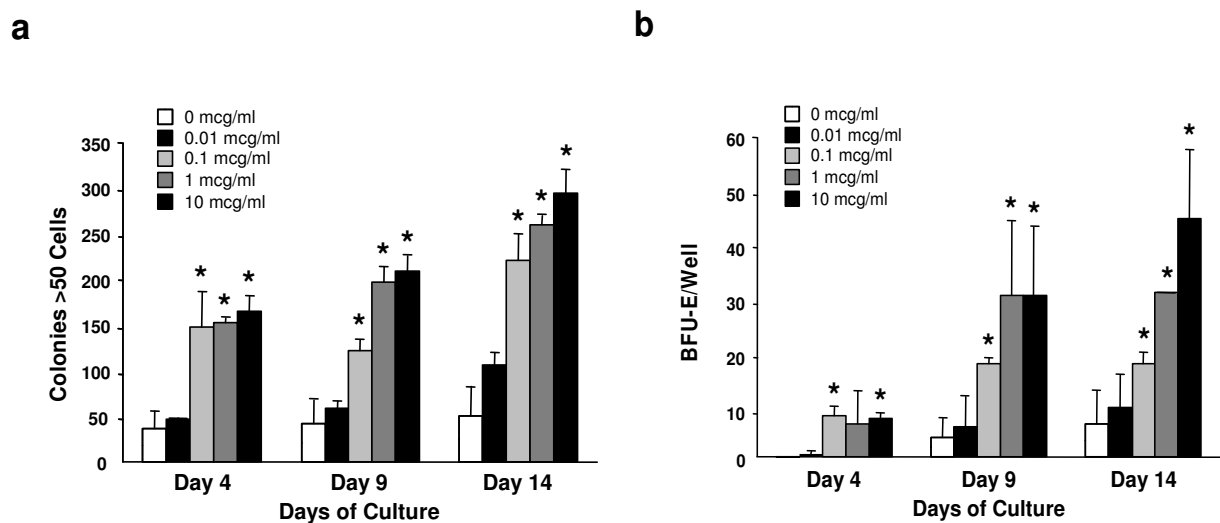 a
0 mcg/ml
0.01 mcg/ml
0.1 mcg/ml
1 mcg/ml
10 mcg/ml
Colonies >50 Cells
350
300
250
200
150
100
50
0
* * *
* * *
* * *
Day 4 Day 9 Day 14
Days of Culture
b
0 mcg/ml
0.01 mcg/ml
0.1 mcg/ml
1 mcg/ml
10 mcg/ml
BFU-E/Well
60
50
40
30
20
10
0
* *
* * *
* * *
Day 4 Day 9 Day 14
Days of Culture